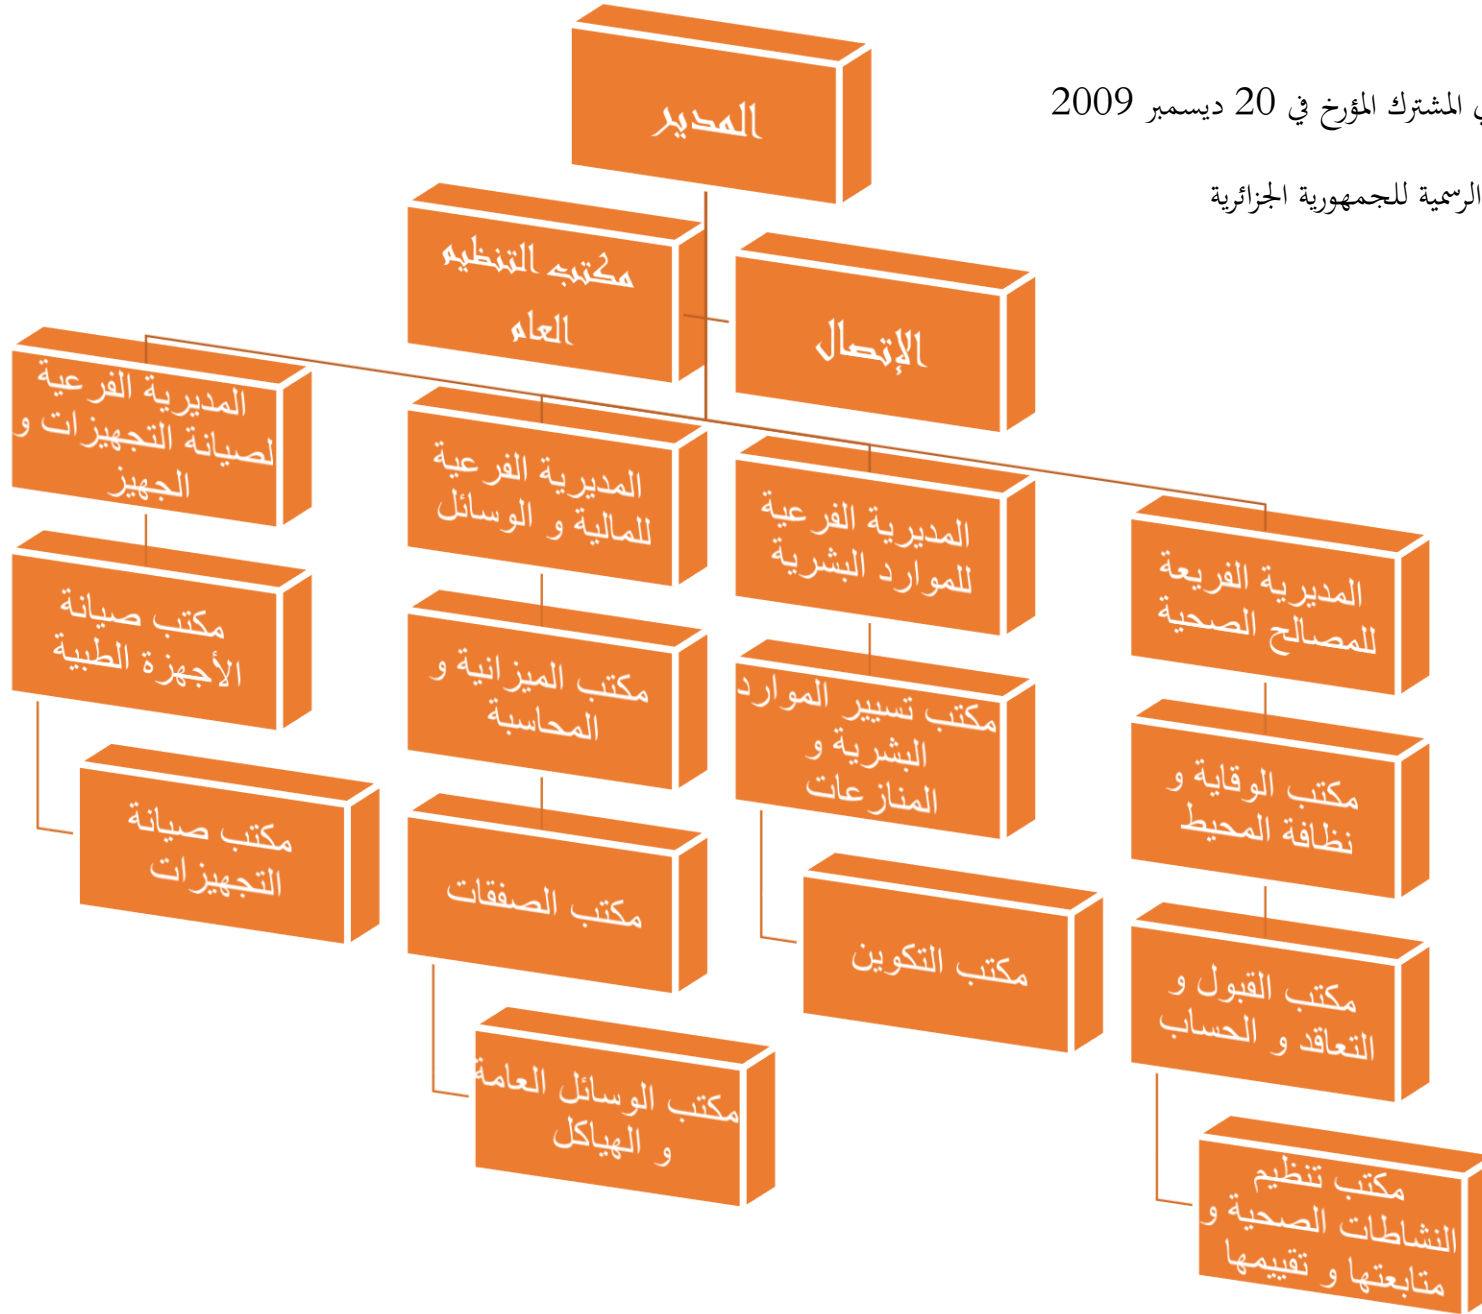 المدير
المشترك المؤرخ في 20 ديسمبر 2009
الرسمية للجمهورية الجزائرية
مكتب التنظيم
العام
الإتصال
المديرية الفريعة
للمصالح الصحية
مكتب الوقاية و
نظافة المحيط
مكتب القبول و
التعاقد و الحساب
مكتب تنظيم
النشاطات الصحية و
متابعتها و تقييمها
المديرية الفرعية
للموارد البشرية
مكتب تسيير الموارد
البشرية و
المنازعات
مكتب التكوين
المديرية الفرعية
للمالية و الوسائل
مكتب الميزانية و
المحاسبة
مكتب الصفقات
مكتب الوسائل العامة
و الهياكل
المديرية الفرعية
لصيانة التجهيزات و
الجهيز
مكتب صيانة
الأجهزة الطبية
مكتب صيانة
التجهيزات